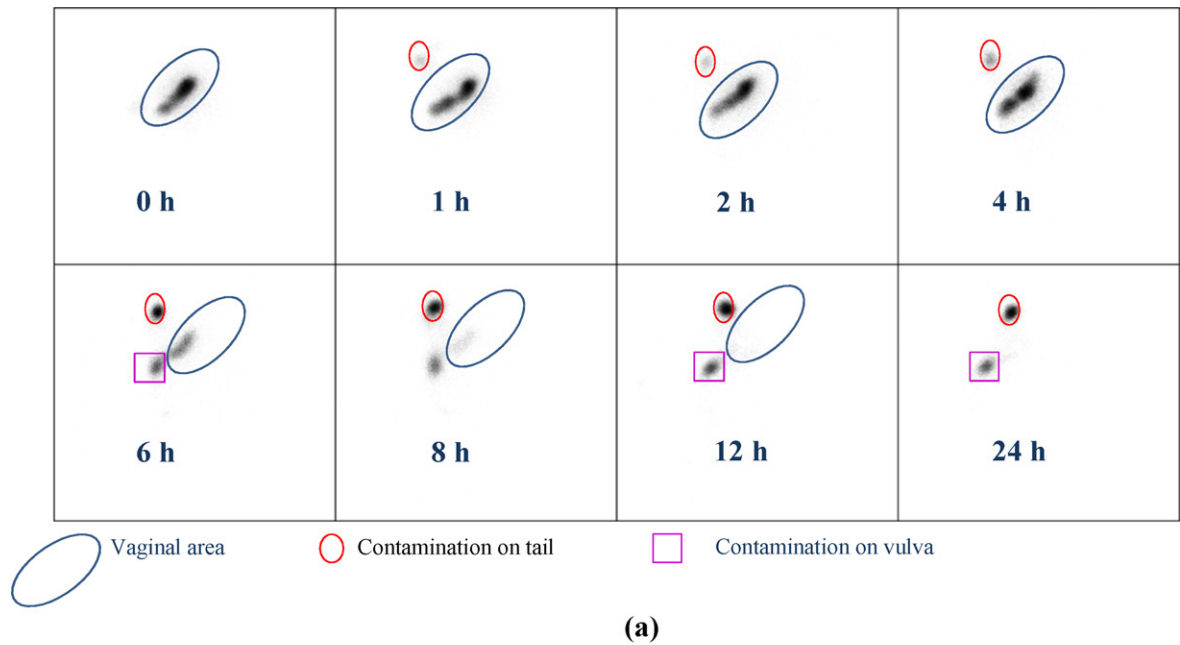 0 h
1 h
2 h
4 h
6 h
8 h
12 h
24 h
Vaginal area
Contamination on tail
Contamination on vulva
(a)